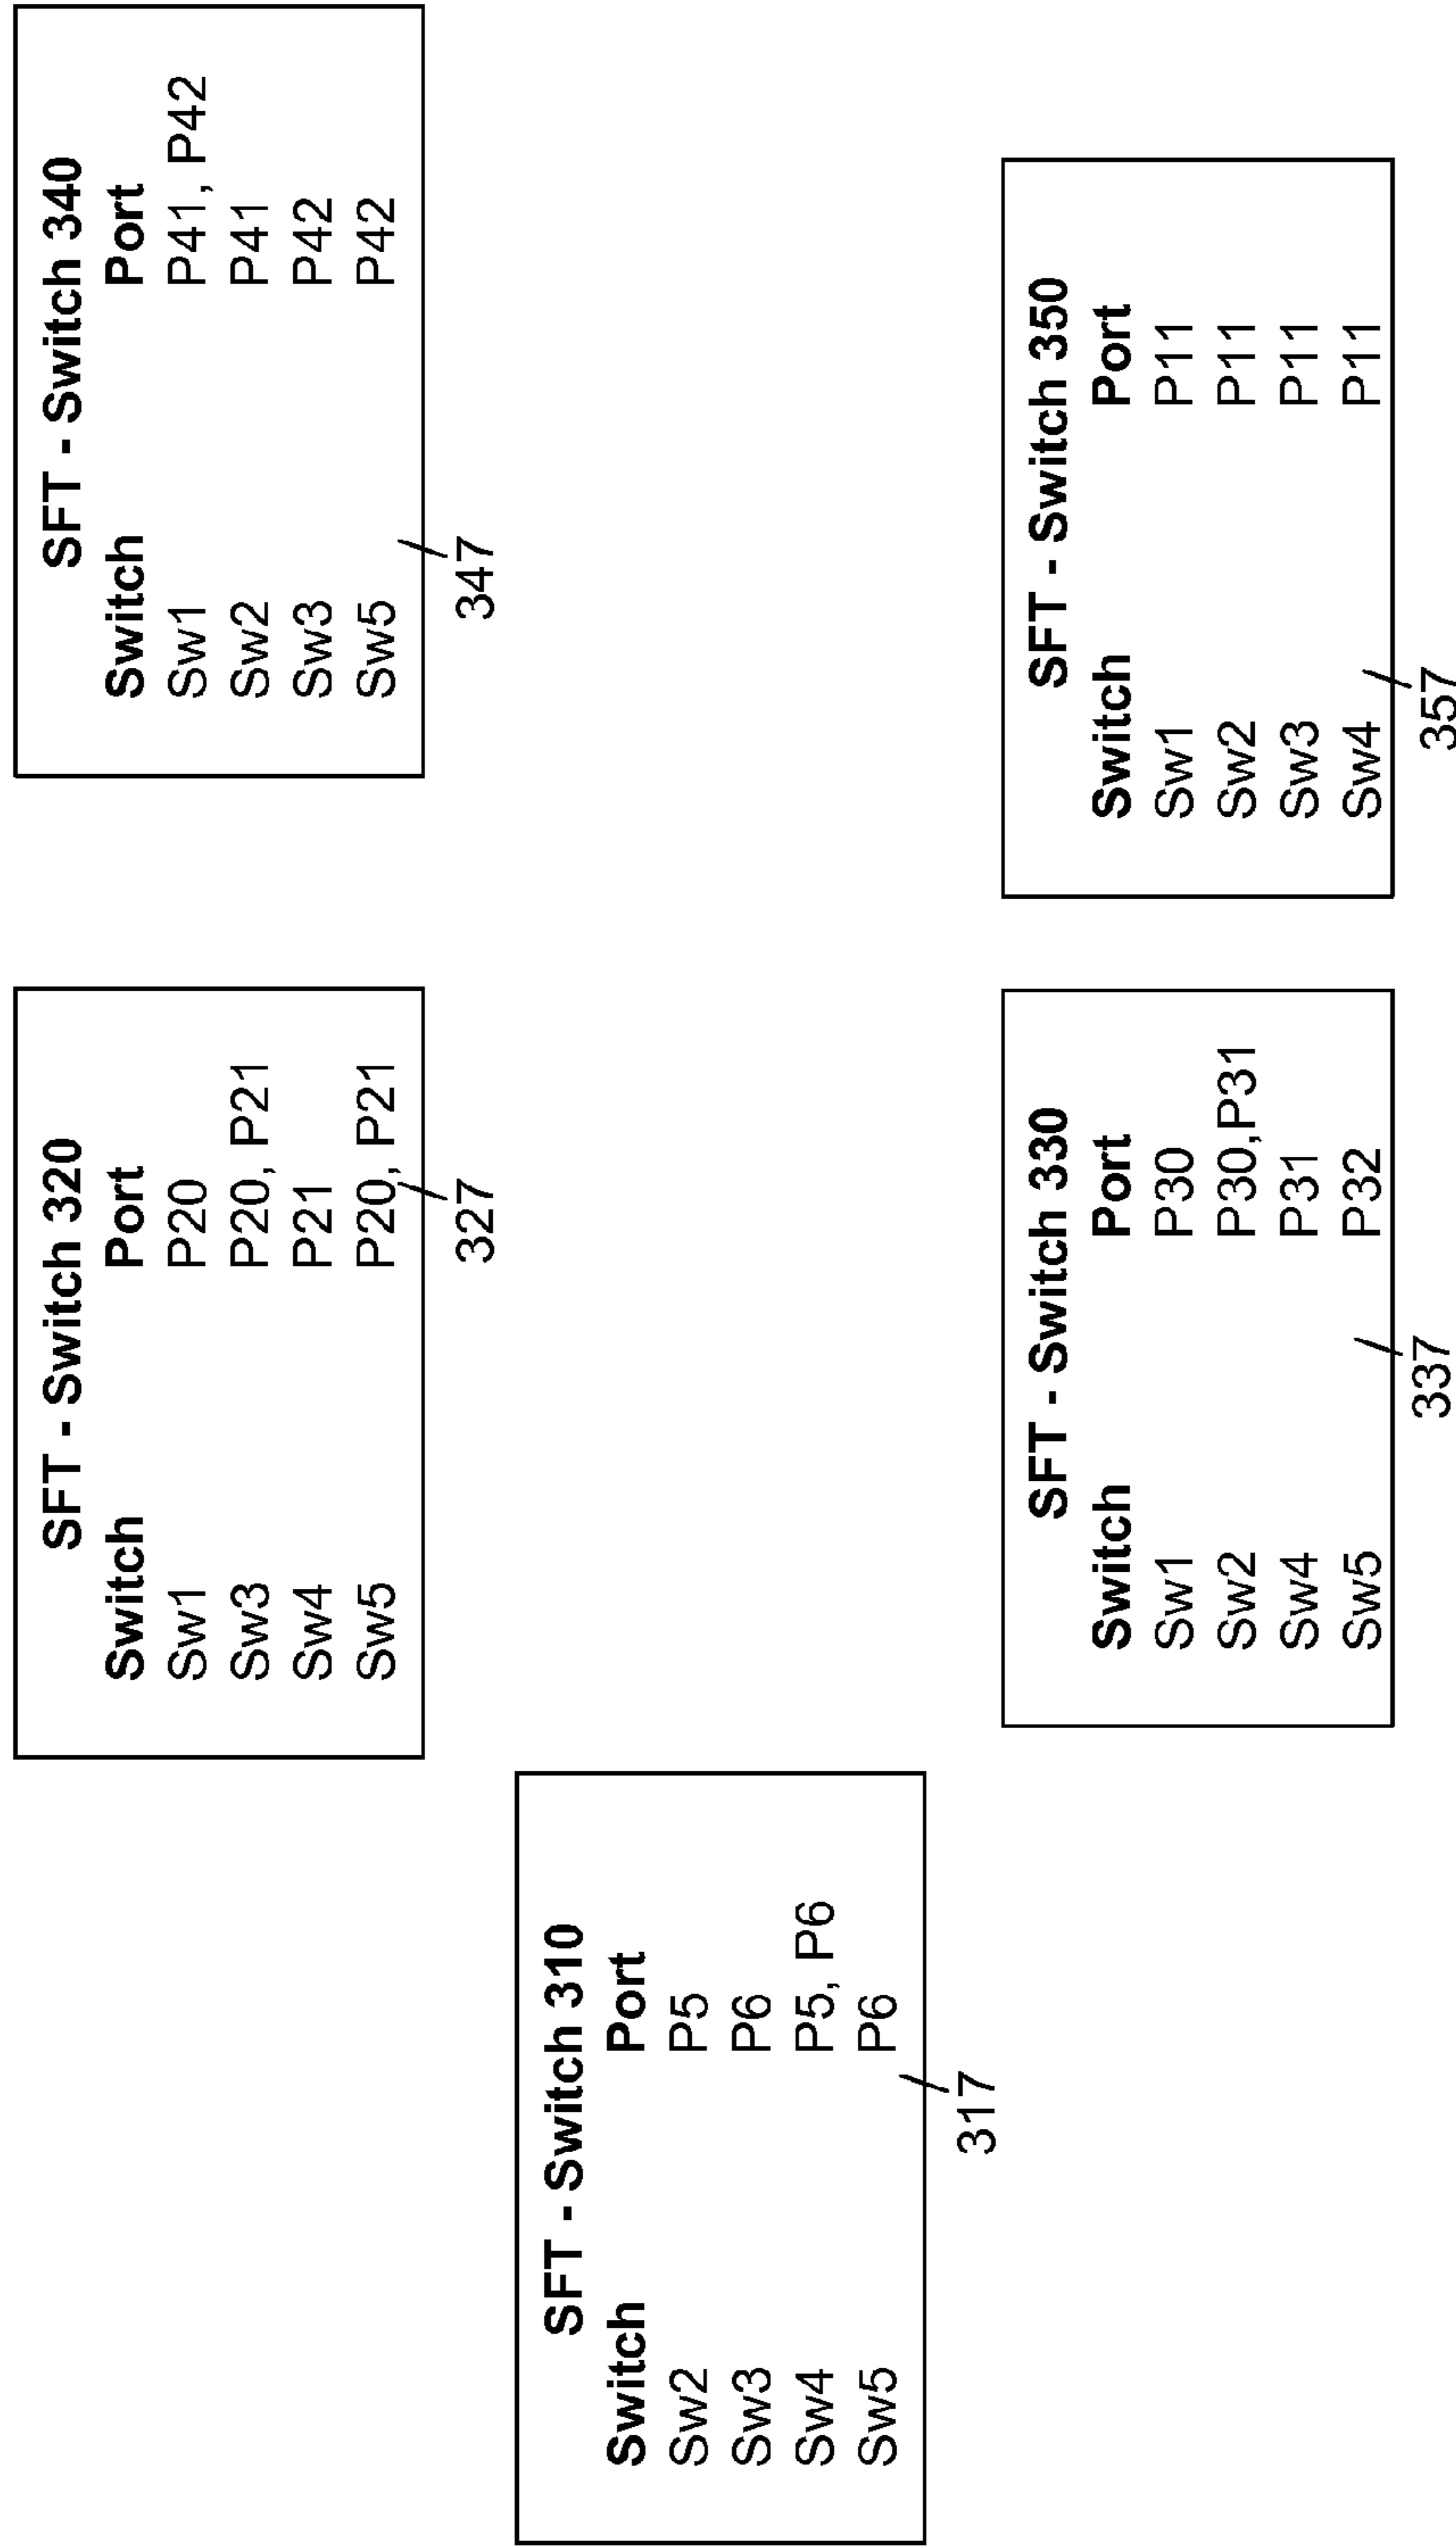 SFT - Switch 310
Switch Port
Sw2 P5
Sw3 P6
Sw4 P5, P6
Sw5 P6
317
SFT - Switch 320
Switch Port
Sw1 P20
Sw3 P20, P21
Sw4 P21
Sw5 P20, P21
327
SFT - Switch 340
Switch Port
Sw1 P41, P42
Sw2 P41
Sw3 P42
Sw5 P42
347
SFT - Switch 330
Switch Port
Sw1 P30
Sw2 P30,P31
Sw4 P31
Sw5 P32
337
SFT - Switch 350
Switch Port
Sw1 P11
Sw2 P11
Sw3 P11
Sw4 P11
357